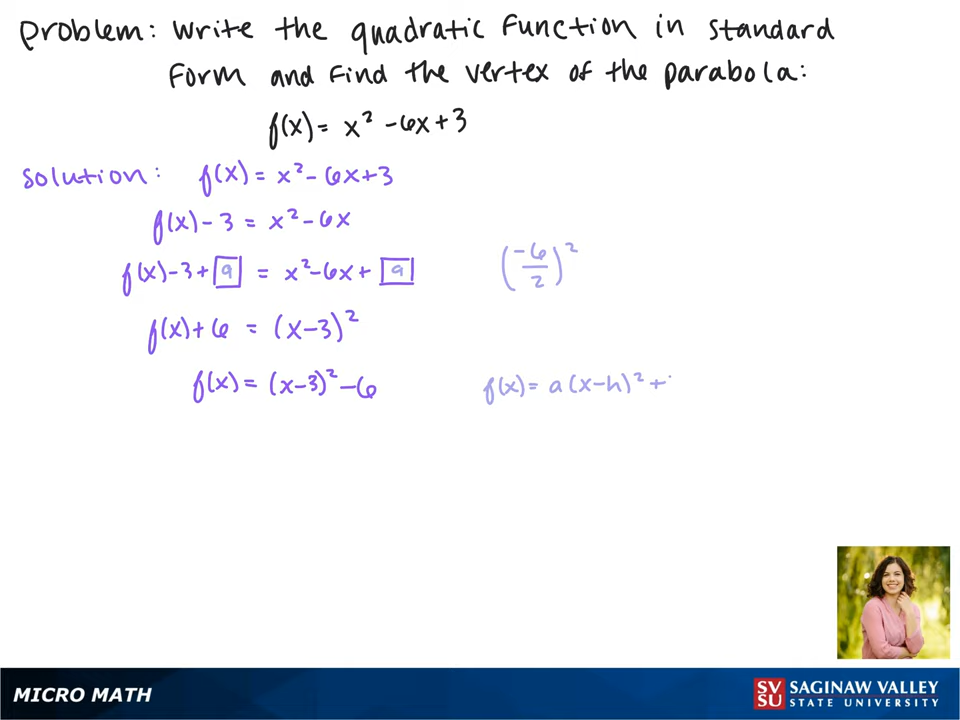 problem: write the quadratic function in standard
form and find the vertex of the parabola:
f(x) = x² - 6x + 3
solution: f(x) = x² - 6x + 3
f(x) - 3 = x² - 6x
f(x) - 3 + 9 = x² - 6x + 9 (-6/2)²
f(x) + 6 = (x - 3)²
f(x) = (x - 3)² - 6 f(x) = a(x - h)² +
MICRO MATH
SVSU SAGINAW VALLEY
STATE UNIVERSITY